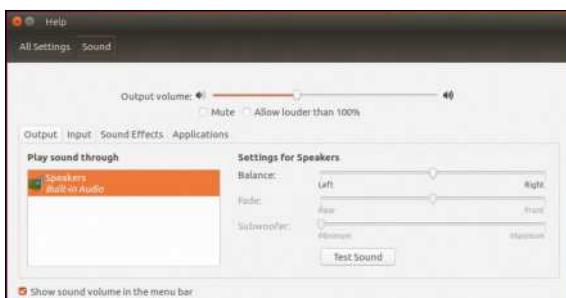 Help
All Settings Sound
Output volume:
Mute Allow louder than 100%
Output Input Sound Effects Applications
Play sound through
Settings for Speakers
Speakers
Built-in Audio
Balance:
Left Right
Fade:
Rear Front
Subwoofer:
Minimum Maximum
Test Sound
Show sound volume in the menu bar